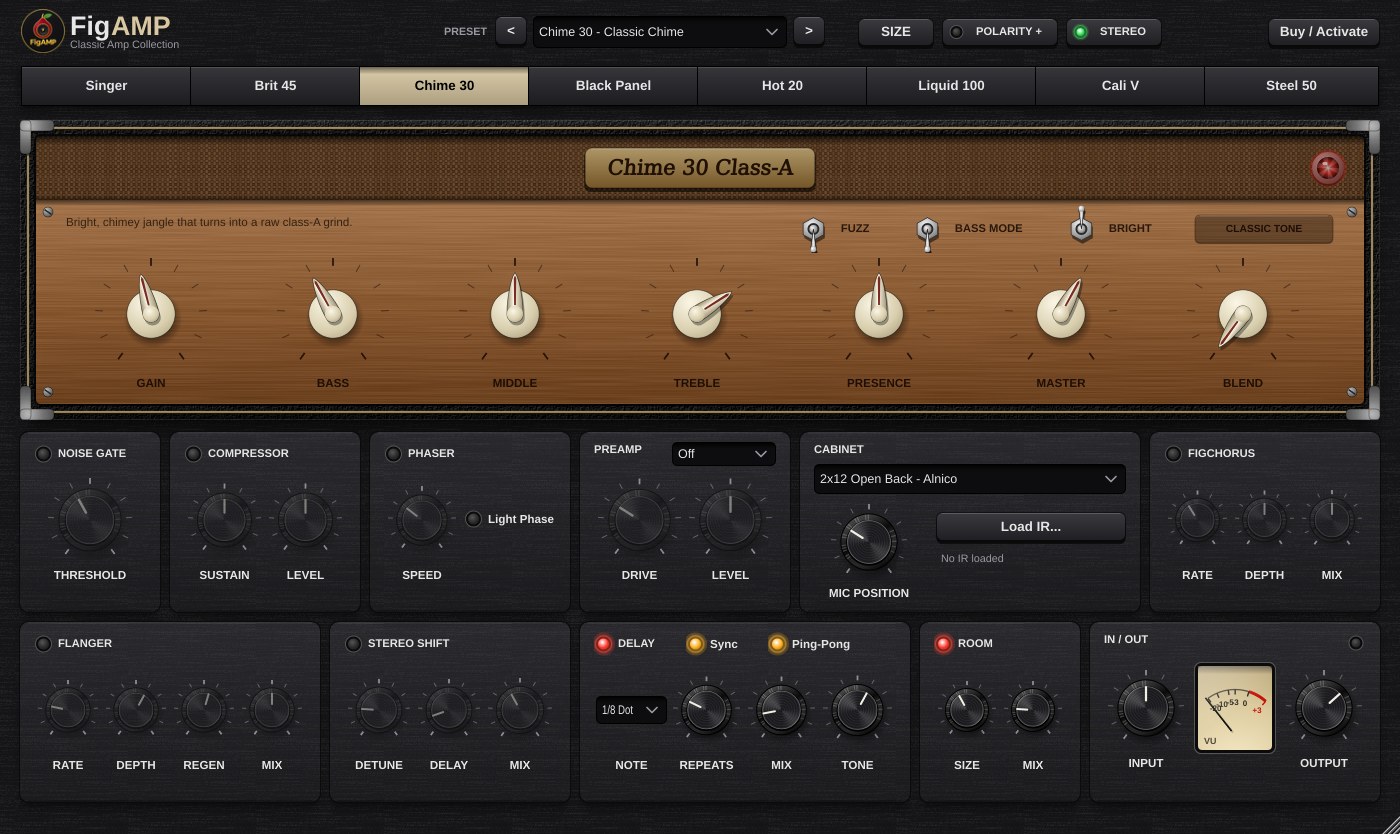 FigAMP
FigAMP
Classic Amp Collection
PRESET
<
Chime 30 - Classic Chime
>
SIZE
POLARITY +
STEREO
Buy / Activate
Singer
Brit 45
Chime 30
Black Panel
Hot 20
Liquid 100
Cali V
Steel 50
Chime 30 Class-A
Bright, chimey jangle that turns into a raw class-A grind.
FUZZ
BASS MODE
BRIGHT
CLASSIC TONE
GAIN
BASS
MIDDLE
TREBLE
PRESENCE
MASTER
BLEND
NOISE GATE
THRESHOLD
COMPRESSOR
SUSTAIN
LEVEL
PHASER
Light Phase
SPEED
PREAMP
Off
DRIVE
LEVEL
CABINET
2x12 Open Back - Alnico
Load IR...
No IR loaded
MIC POSITION
FIGCHORUS
RATE
DEPTH
MIX
FLANGER
RATE
DEPTH
REGEN
MIX
STEREO SHIFT
DETUNE
DELAY
MIX
DELAY
Sync
Ping-Pong
1/8 Dot
NOTE
REPEATS
MIX
TONE
ROOM
SIZE
MIX
IN / OUT
-20
-10
-5
3
0
+3
VU
INPUT
OUTPUT